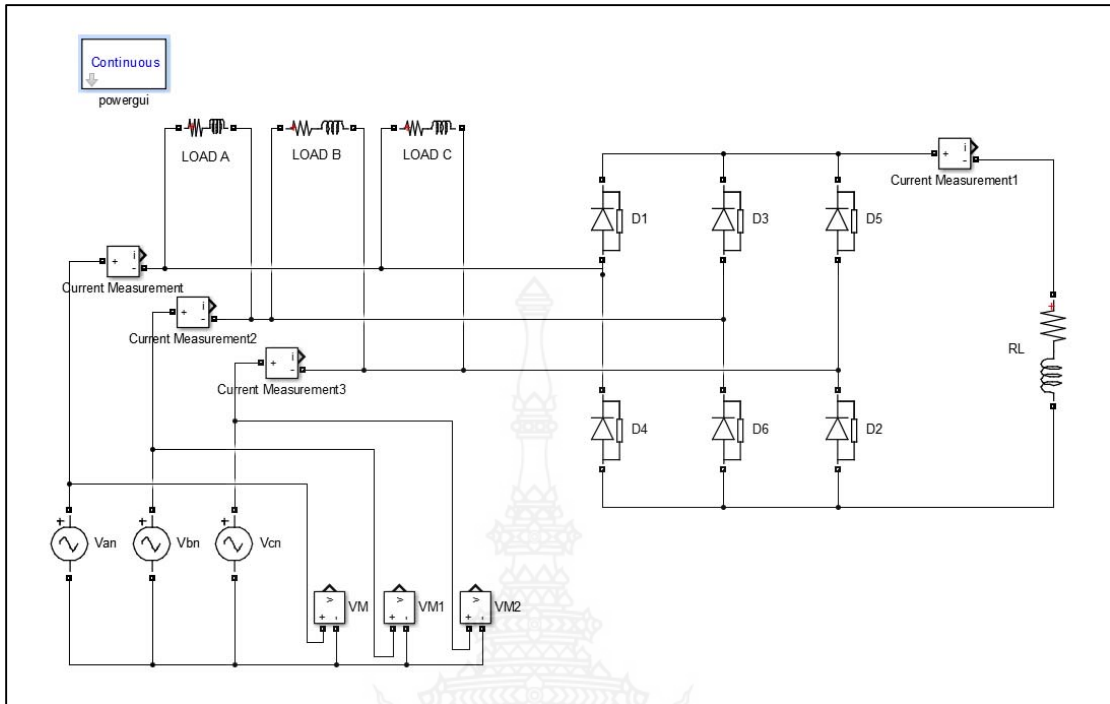 Continuous
powergui
LOAD A
LOAD B
LOAD C
i
+
-
Current Measurement1
D1
D3
D5
i
+
-
Current Measurement
i
+
-
Current Measurement2
+
RL
i
+
-
Current Measurement3
D4
D6
D2
+
Van
+
Vbn
+
Vcn
v
+ -
VM
v
+ -
VM1
v
+ -
VM2